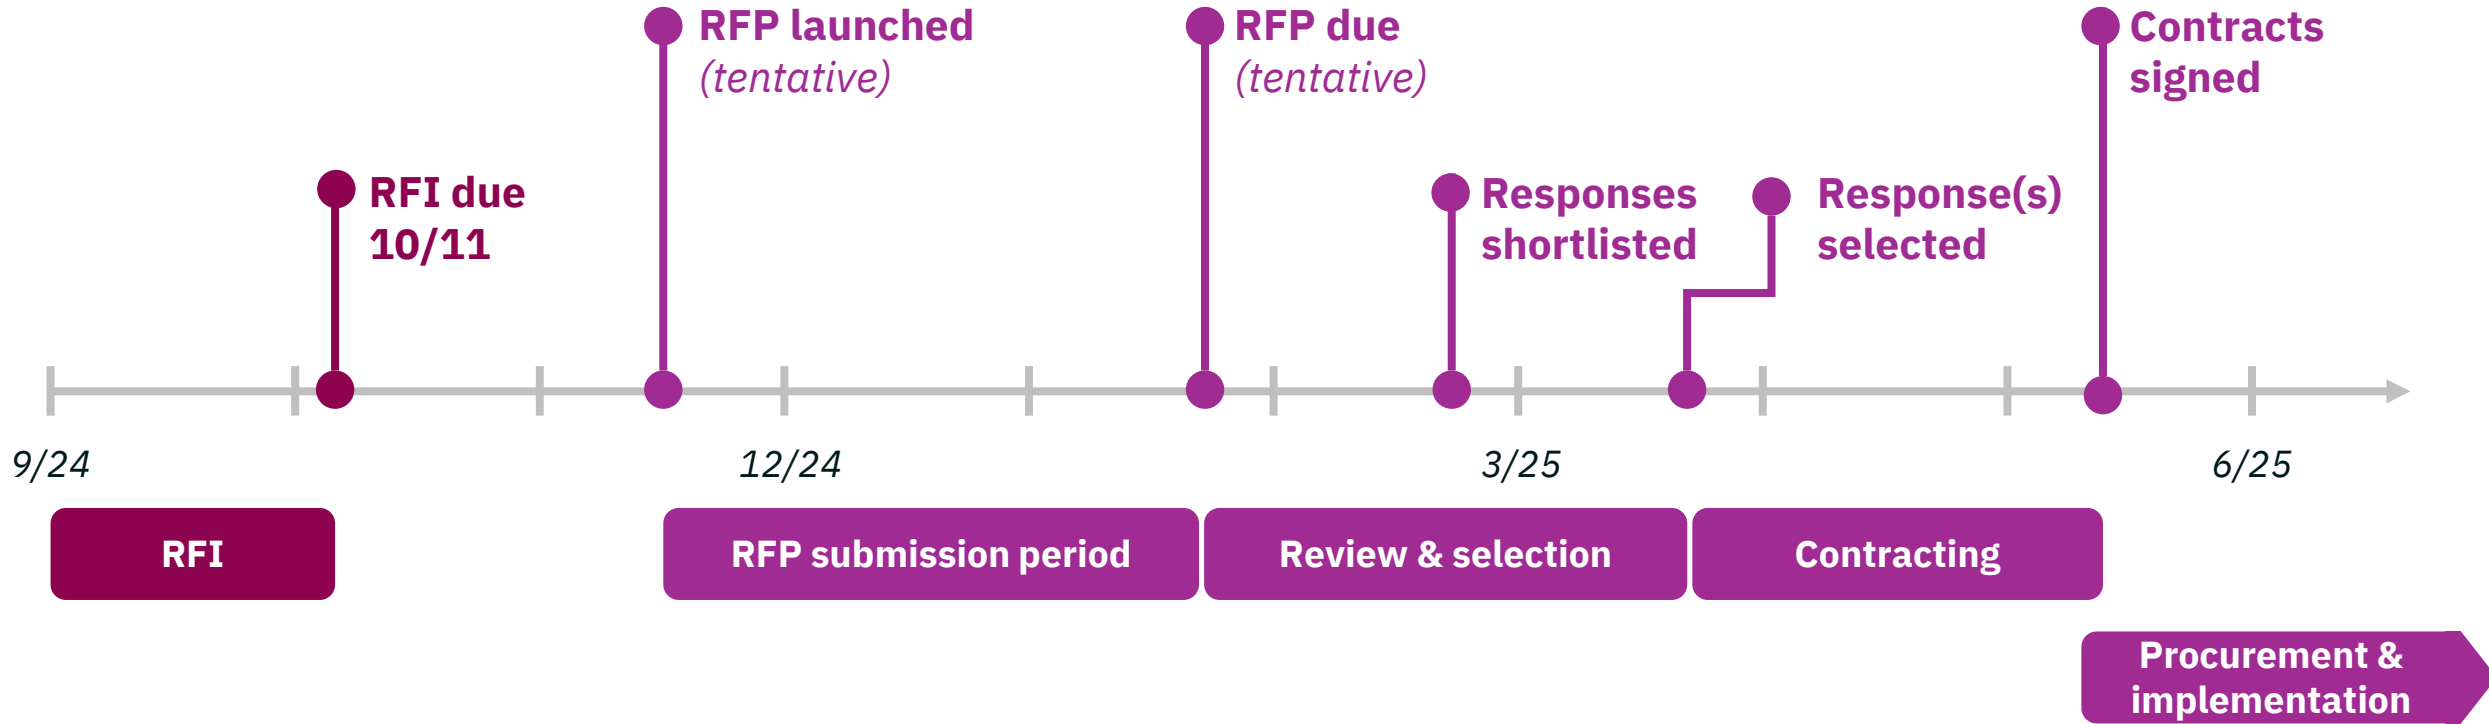 RFP launched
(tentative)
RFP due
(tentative)
Contracts
signed
RFI due
10/11
Responses
shortlisted
Response(s)
selected
9/24
12/24
3/25
6/25
RFI
RFP submission period
Review & selection
Contracting
Procurement &
implementation